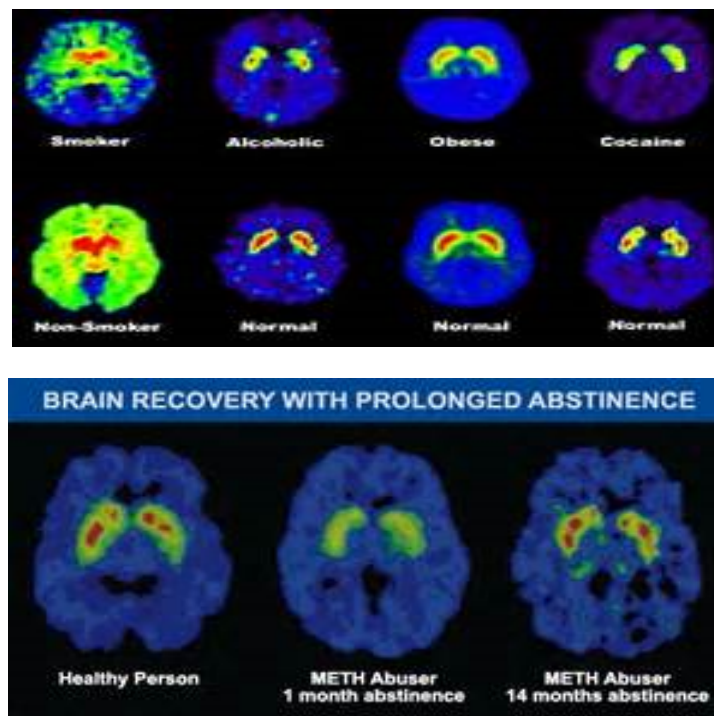 Smoker Alcoholic Obese Cocaine
Non-Smoker Normal Normal Normal
BRAIN RECOVERY WITH PROLONGED ABSTINENCE
Healthy Person METH Abuser METH Abuser
1 month abstinence 14 months abstinence